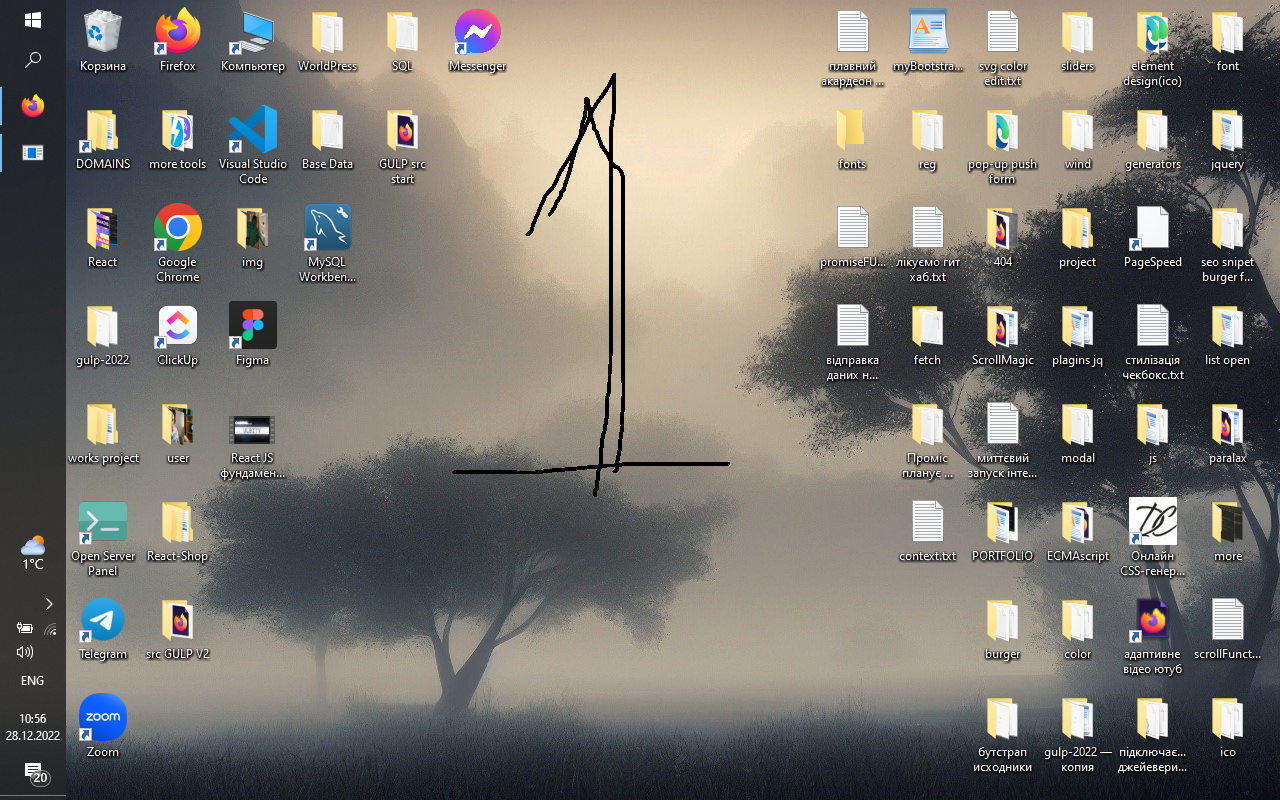 Корзина
Firefox
Компьютер
WorldPress
SQL
Messenger
плавний
акардеон ...
myBootstra...
svg color
edit.txt
sliders
element
design(ico)
font
DOMAINS
more tools
Visual Studio
Code
Base Data
GULP src
start
fonts
reg
pop-up push
form
wind
generators
jquery
React
Google
Chrome
img
MySQL
Workben...
promiseFU...
лікуємо гит
хаб.txt
404
project
PageSpeed
seo snipet
burger f...
gulp-2022
ClickUp
Figma
відправка
даних н...
fetch
ScrollMagic
plagins jq
стилізація
чекбокс.txt
list open
works project
user
React JS
фундамен...
Проміс
планує ...
миттєвий
запуск інте...
modal
js
paralax
Open Server
Panel
React-Shop
context.txt
PORTFOLIO
ECMAscript
Онлайн
CSS-генер...
more
Telegram
src GULP V2
burger
color
адаптивне
відео ютуб
scrollFunct...
zoom
Zoom
бутстрап
исходники
gulp-2022 —
копия
підключає...
джейевери...
ico
1°C
ENG
10:56
28.12.2022
20
1